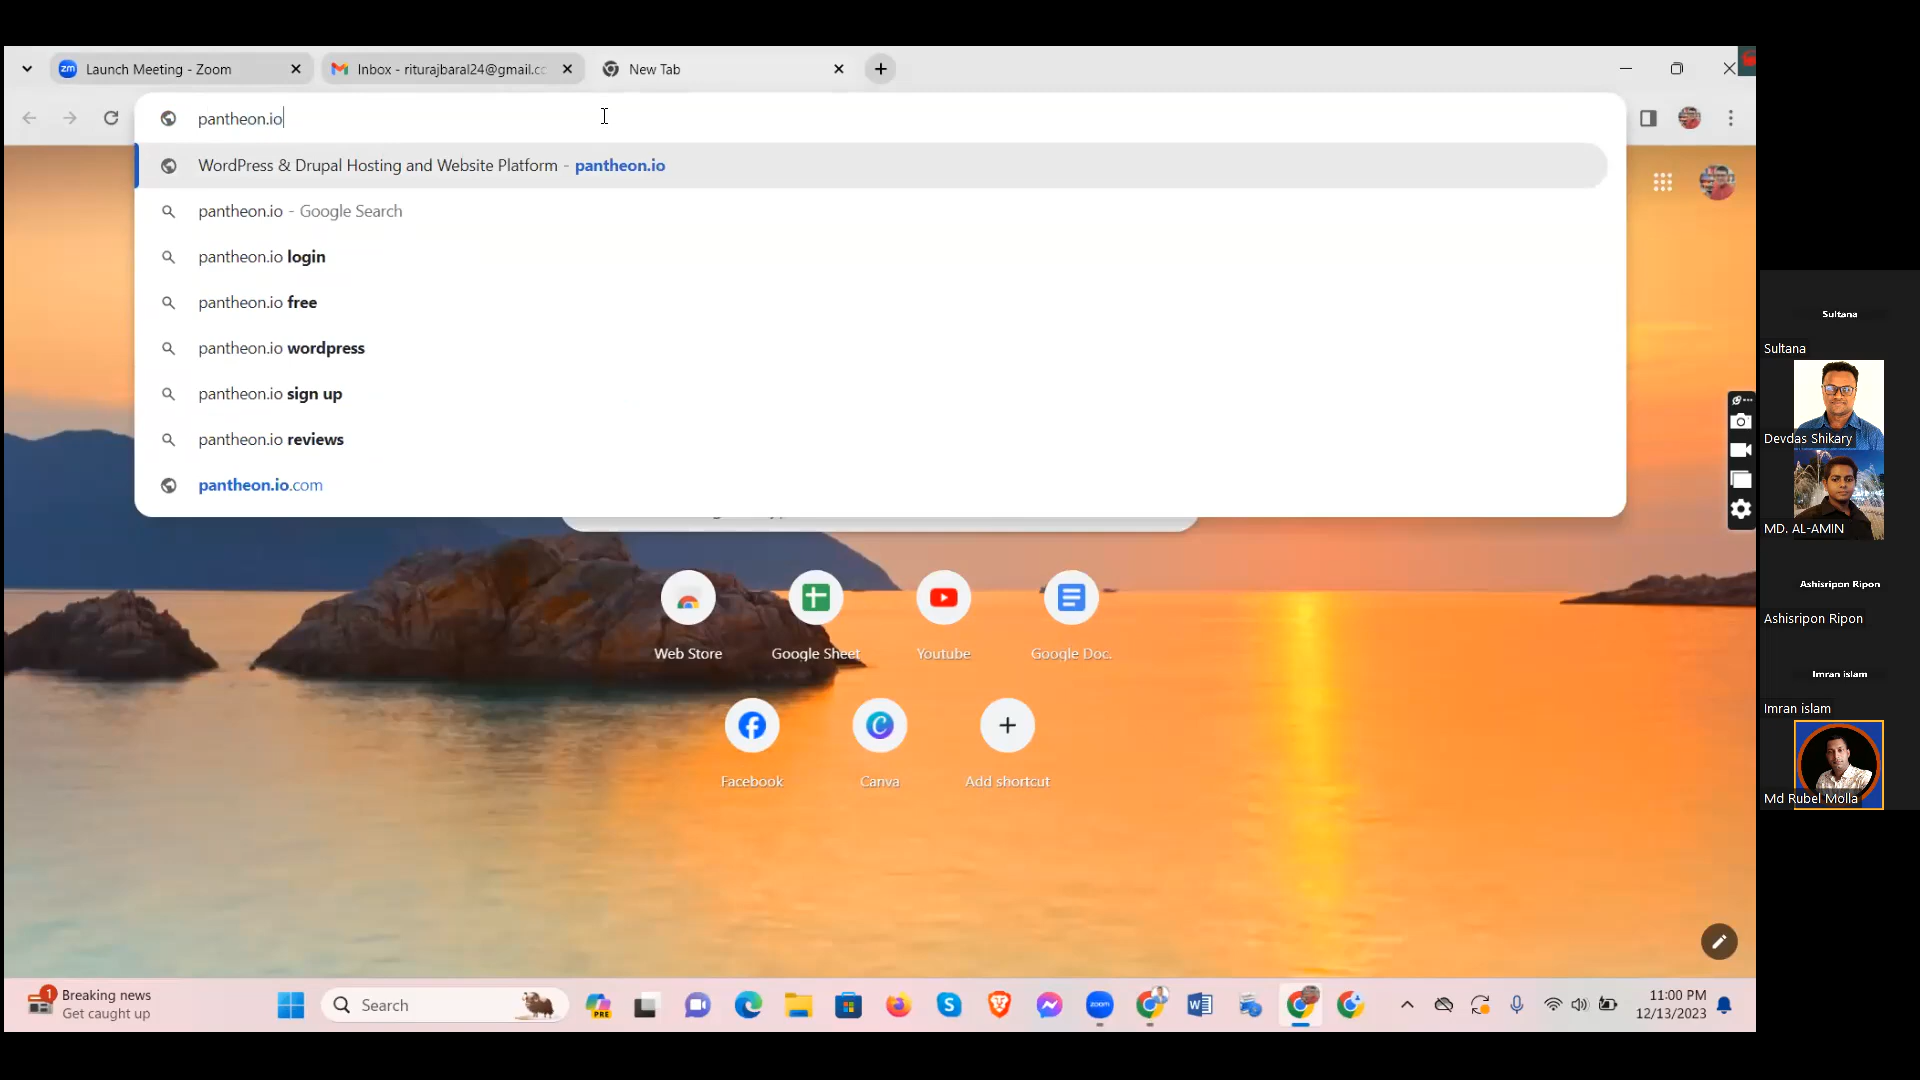 Launch Meeting - Zoom
Inbox - riturajbaral24@gmail.cc
New Tab
pantheon.io
WordPress & Drupal Hosting and Website Platform - pantheon.io
pantheon.io - Google Search
pantheon.io login
pantheon.io free
pantheon.io wordpress
pantheon.io sign up
pantheon.io reviews
pantheon.io.com
Web Store
Google Sheet
Youtube
Google Doc.
Facebook
Canva
Add shortcut
Sultana
Sultana
Devdas Shikary
MD. AL-AMIN
Ashisripon Ripon
Ashisripon Ripon
Imran islam
Imran islam
Md Rubel Molla
1
Breaking news
Get caught up
Search
PRE
zoom
11:00 PM
12/13/2023